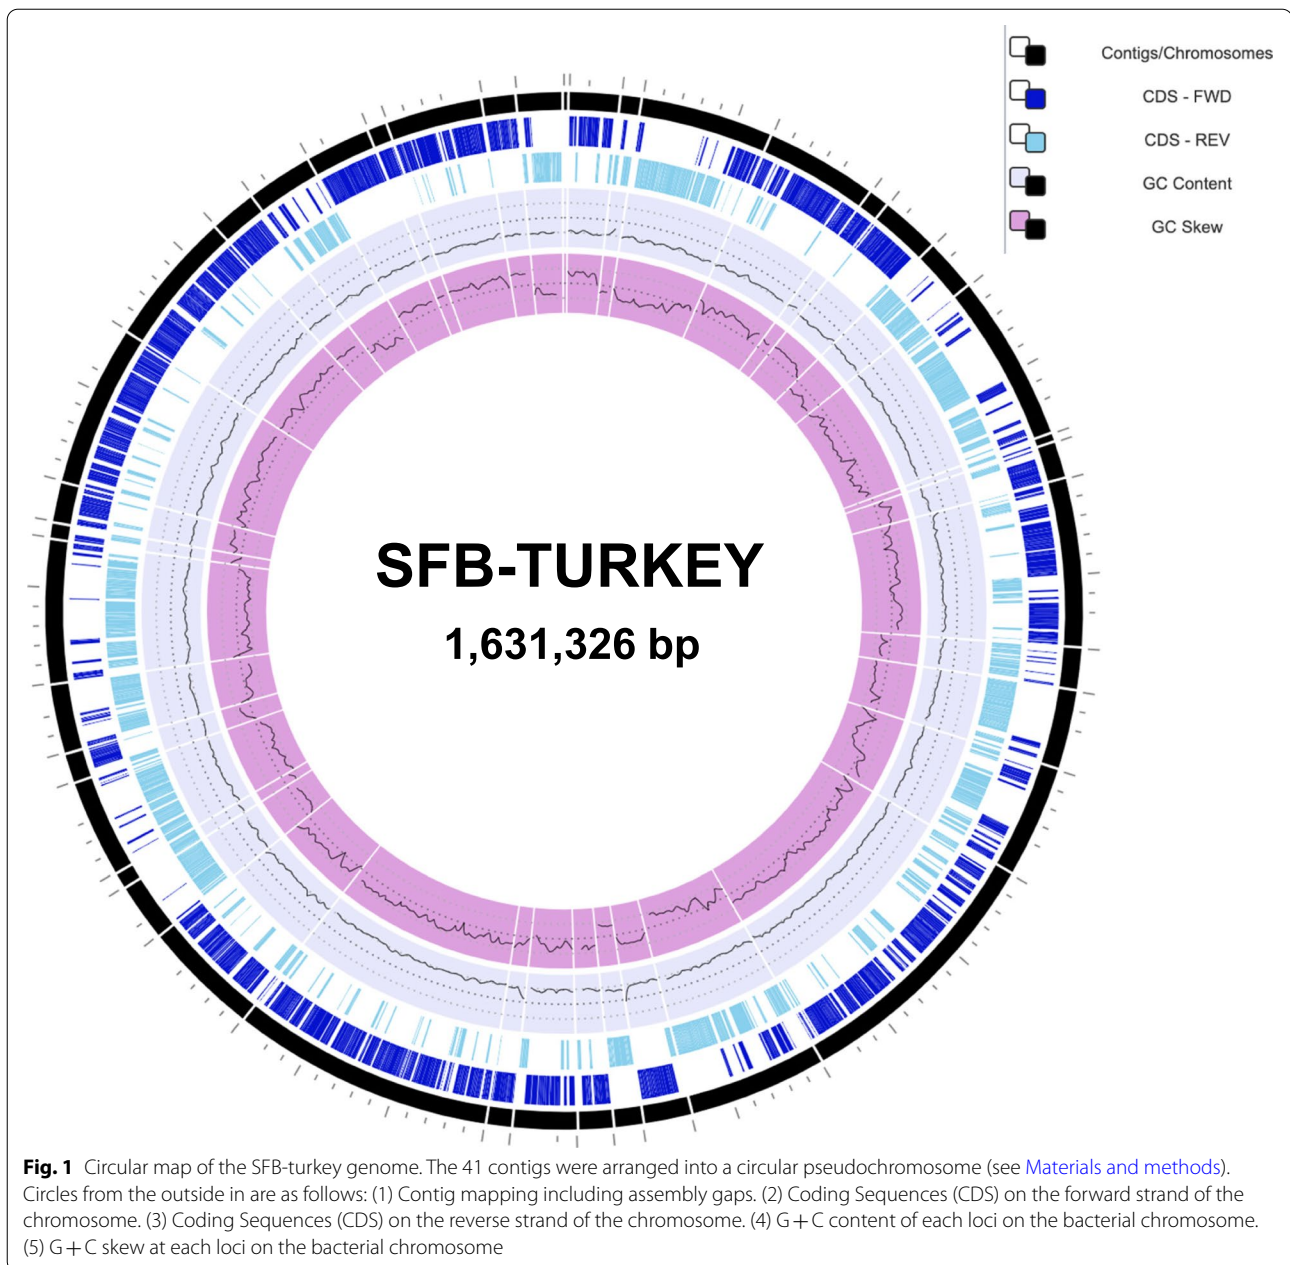 Contigs/Chromosomes
CDS - FWD
CDS - REV
GC Content
GC Skew
SFB-TURKEY
1,631,326 bp
Fig. 1 Circular map of the SFB-turkey genome. The 41 contigs were arranged into a circular pseudochromosome (see Materials and methods).
Circles from the outside in are as follows: (1) Contig mapping including assembly gaps. (2) Coding Sequences (CDS) on the forward strand of the
chromosome. (3) Coding Sequences (CDS) on the reverse strand of the chromosome. (4) G + C content of each loci on the bacterial chromosome.
(5) G + C skew at each loci on the bacterial chromosome